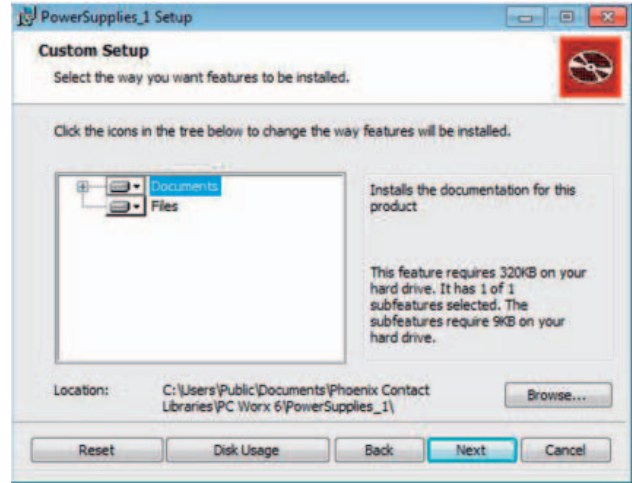 PowerSupplies_1 Setup
Custom Setup
Select the way you want features to be installed.
Click the icons in the tree below to change the way features will be installed.
Documents
Files
Installs the documentation for this
product
This feature requires 320KB on your
hard drive. It has 1 of 1
subfeatures selected. The
subfeatures require 9KB on your
hard drive.
Location:
C:\Users\Public\Documents\Phoenix Contact
Libraries\PC Worx 6\PowerSupplies_1\
Browse...
Reset
Disk Usage
Back
Next
Cancel